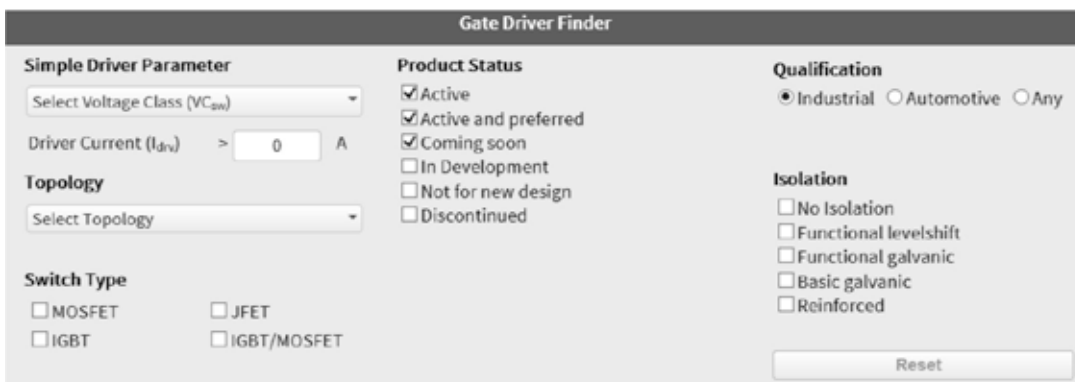 Gate Driver Finder
Simple Driver Parameter
Select Voltage Class (VCsw)
Driver Current (Idrv) > 0 A
Topology
Select Topology
Switch Type
MOSFET JFET
IGBT IGBT/MOSFET
Product Status
Active
Active and preferred
Coming soon
In Development
Not for new design
Discontinued
Qualification
Industrial Automotive Any
Isolation
No Isolation
Functional levelshift
Functional galvanic
Basic galvanic
Reinforced
Reset